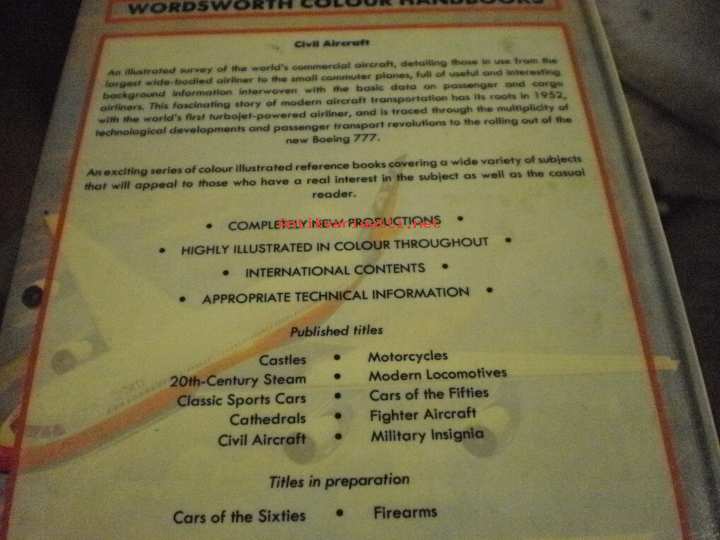 WORDSWORTH COLOUR HANDBOOKS
Civil Aircraft
An illustrated survey of the world's commercial aircraft, detailing those in use from the
largest wide-bodied airliner to the small commuter planes, full of useful and interesting
background information interwoven with the basic data on passenger and cargo
airliners. This fascinating story of modern aircraft transportation has its roots in 1952,
with the world's first turbojet-powered airliner, and is traced through the multiplicity of
technological developments and passenger transport revolutions to the rolling out of the
new Boeing 777.
An exciting series of colour illustrated reference books covering a wide variety of subjects
that will appeal to those who have a real interest in the subject as well as the casual
reader.
• COMPLETELY NEW PRODUCTIONS •
• HIGHLY ILLUSTRATED IN COLOUR THROUGHOUT •
• INTERNATIONAL CONTENTS •
• APPROPRIATE TECHNICAL INFORMATION •
Published titles
Castles • Motorcycles
20th-Century Steam • Modern Locomotives
Classic Sports Cars • Cars of the Fifties
Cathedrals • Fighter Aircraft
Civil Aircraft • Military Insignia
Titles in preparation
Cars of the Sixties • Firearms